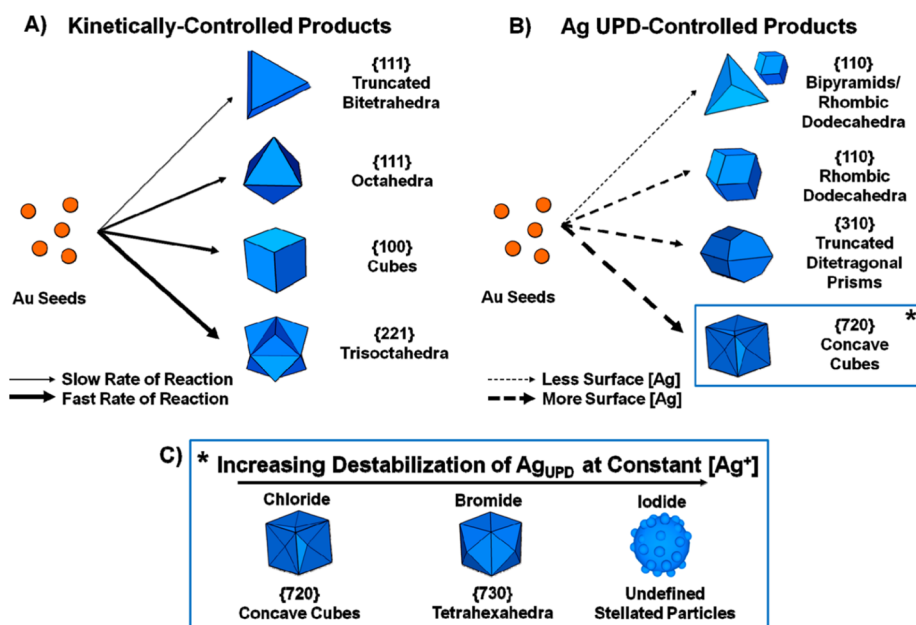 A) Kinetically-Controlled Products
{111}
Truncated
Bitetrahedra
{111}
Octahedra
{100}
Cubes
{221}
Trisoctahedra
Au Seeds
Slow Rate of Reaction
Fast Rate of Reaction
B) Ag UPD-Controlled Products
{110}
Bipyramids/
Rhombic
Dodecahedra
{110}
Rhombic
Dodecahedra
{310}
Truncated
Ditetragonal
Prisms
*
{720}
Concave
Cubes
Au Seeds
Less Surface [Ag]
More Surface [Ag]
C) * Increasing Destabilization of Ag_UPD at Constant [Ag⁺]
Chloride
{720}
Concave Cubes
Bromide
{730}
Tetrahexahedra
Iodide
Undefined
Stellated Particles